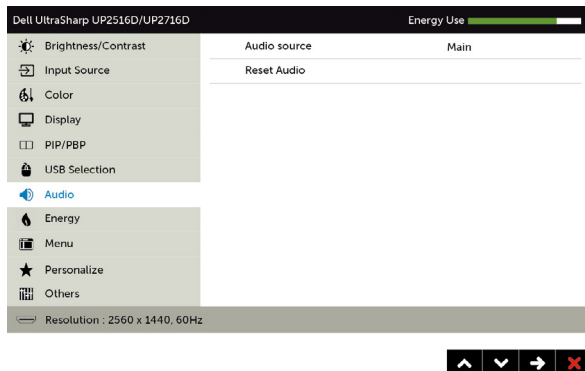 Dell UltraSharp UP2516D/UP2716D Energy Use
Brightness/Contrast Audio source Main
Input Source Reset Audio
Color
Display
PIP/PBP
USB Selection
Audio
Energy
Menu
Personalize
Others
Resolution : 2560 x 1440, 60Hz